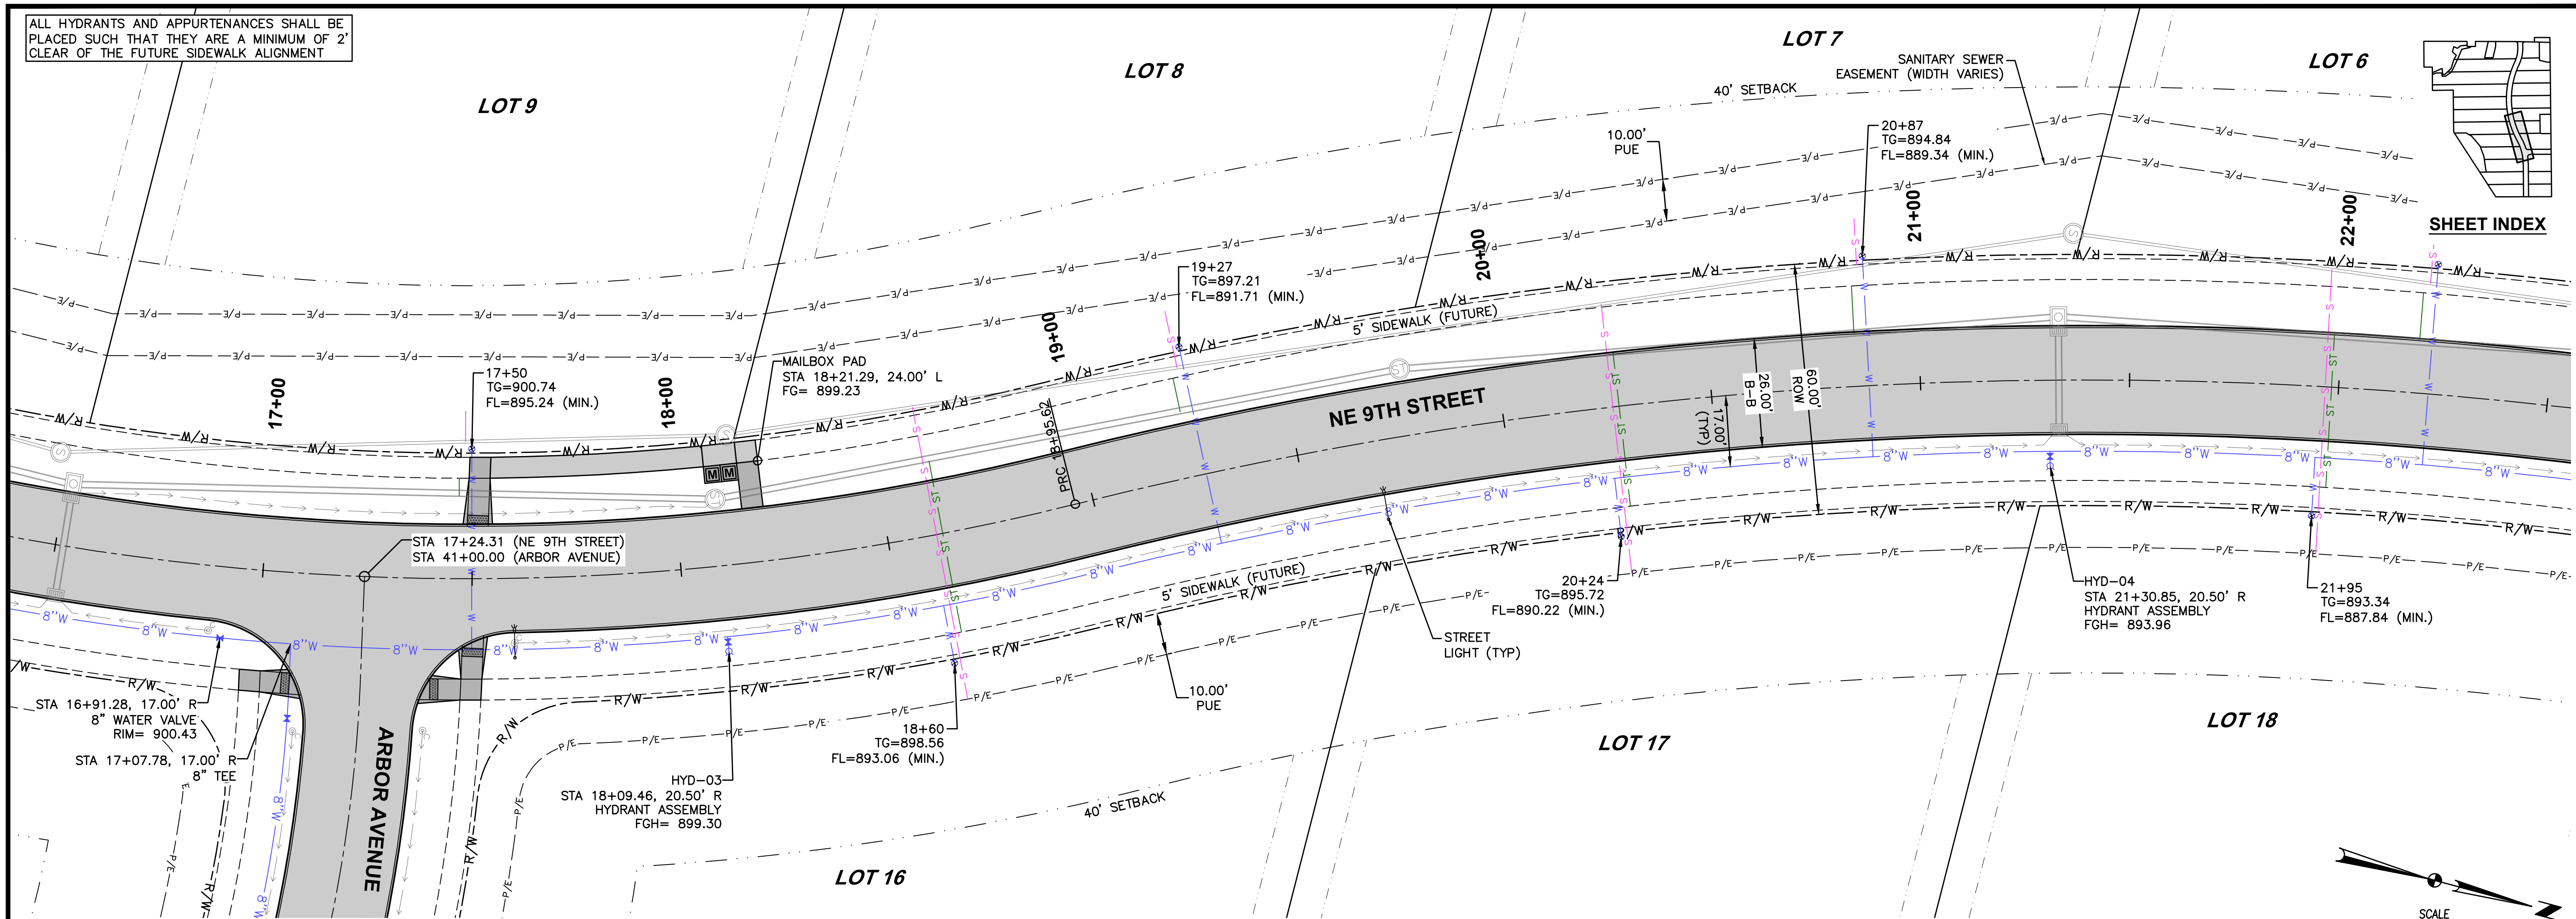 ALL HYDRANTS AND APPURTENANCES SHALL BE
PLACED SUCH THAT THEY ARE A MINIMUM OF 2'
CLEAR OF THE FUTURE SIDEWALK ALIGNMENT
LOT 9
LOT 8
LOT 7
LOT 6
SANITARY SEWER
EASEMENT (WIDTH VARIES)
40' SETBACK
10.00'
PUE
20+87
TG=894.84
FL=889.34 (MIN.)
SHEET INDEX
17+00
18+00
19+00
20+00
21+00
22+00
19+27
TG=897.21
FL=891.71 (MIN.)
5' SIDEWALK (FUTURE)
MAILBOX PAD
STA 18+21.29, 24.00' L
FG= 899.23
M M
17+50
TG=900.74
FL=895.24 (MIN.)
PRC 18+95.62
NE 9TH STREET
17.00'
(TYP)
26.00'
B-B
60.00'
ROW
STA 17+24.31 (NE 9TH STREET)
STA 41+00.00 (ARBOR AVENUE)
5' SIDEWALK (FUTURE)
20+24
TG=895.72
FL=890.22 (MIN.)
STREET
LIGHT (TYP)
HYD-04
STA 21+30.85, 20.50' R
HYDRANT ASSEMBLY
FGH= 893.96
21+95
TG=893.34
FL=887.84 (MIN.)
STA 16+91.28, 17.00' R
8" WATER VALVE
RIM= 900.43
STA 17+07.78, 17.00' R
8" TEE
ARBOR AVENUE
HYD-03
STA 18+09.46, 20.50' R
HYDRANT ASSEMBLY
FGH= 899.30
18+60
TG=898.56
FL=893.06 (MIN.)
10.00'
PUE
40' SETBACK
LOT 16
LOT 17
LOT 18
SCALE
N